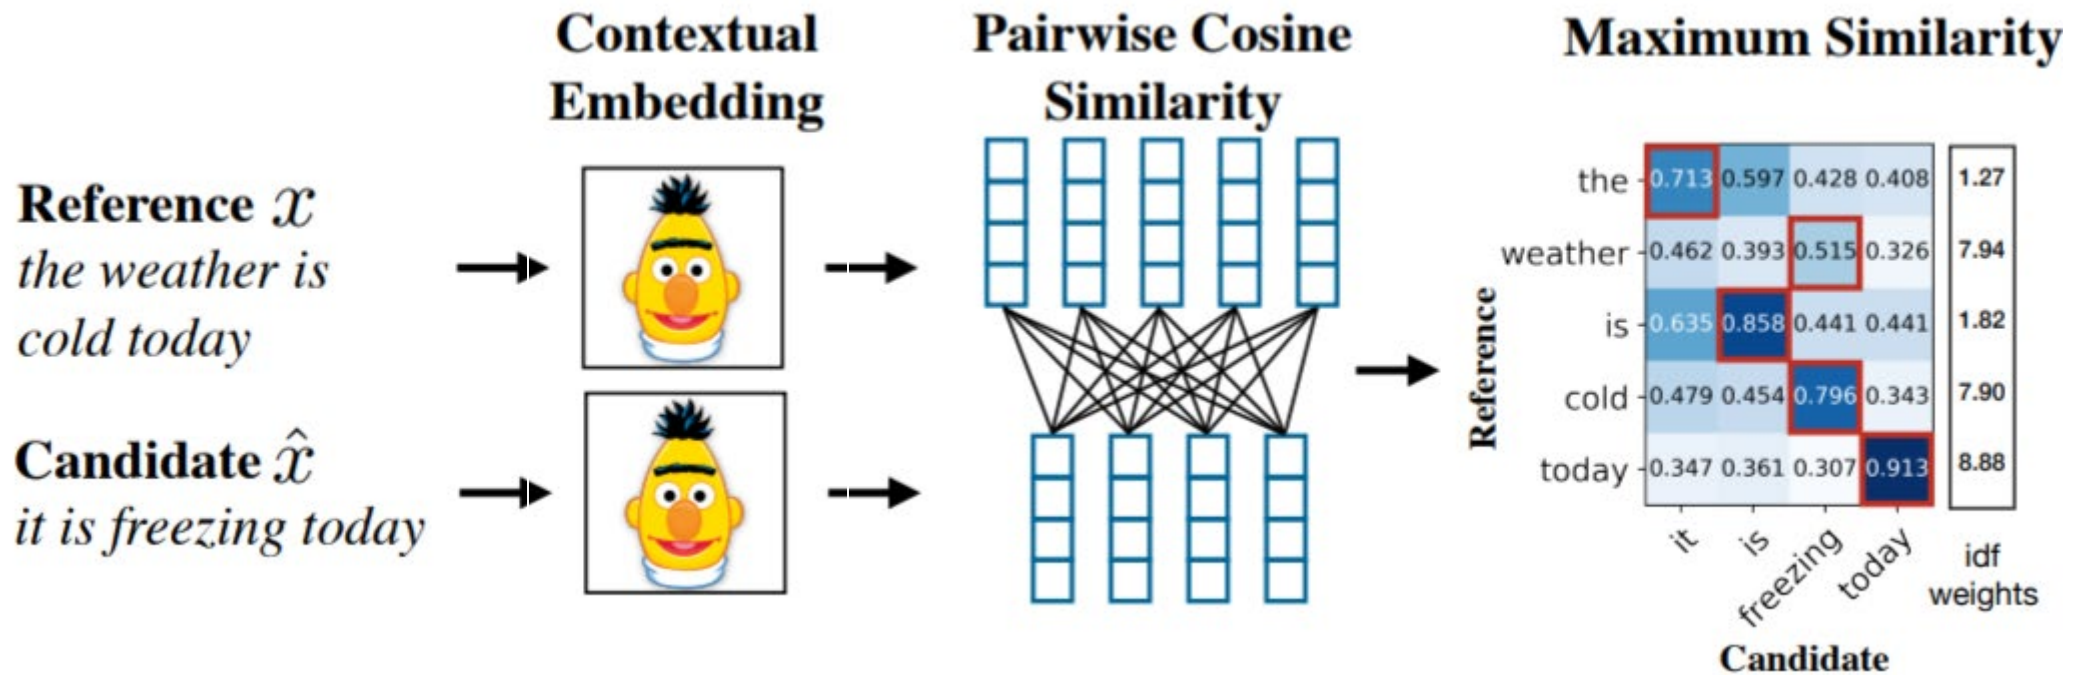 Contextual
Embedding
Pairwise Cosine
Similarity
Maximum Similarity
Reference x
the weather is
cold today
Candidate x̂
it is freezing today
Reference
the 0.713 0.597 0.428 0.408 1.27
weather 0.462 0.393 0.515 0.326 7.94
is 0.635 0.858 0.441 0.441 1.82
cold 0.479 0.454 0.796 0.343 7.90
today 0.347 0.361 0.307 0.913 8.88
it is freezing today
idf
weights
Candidate